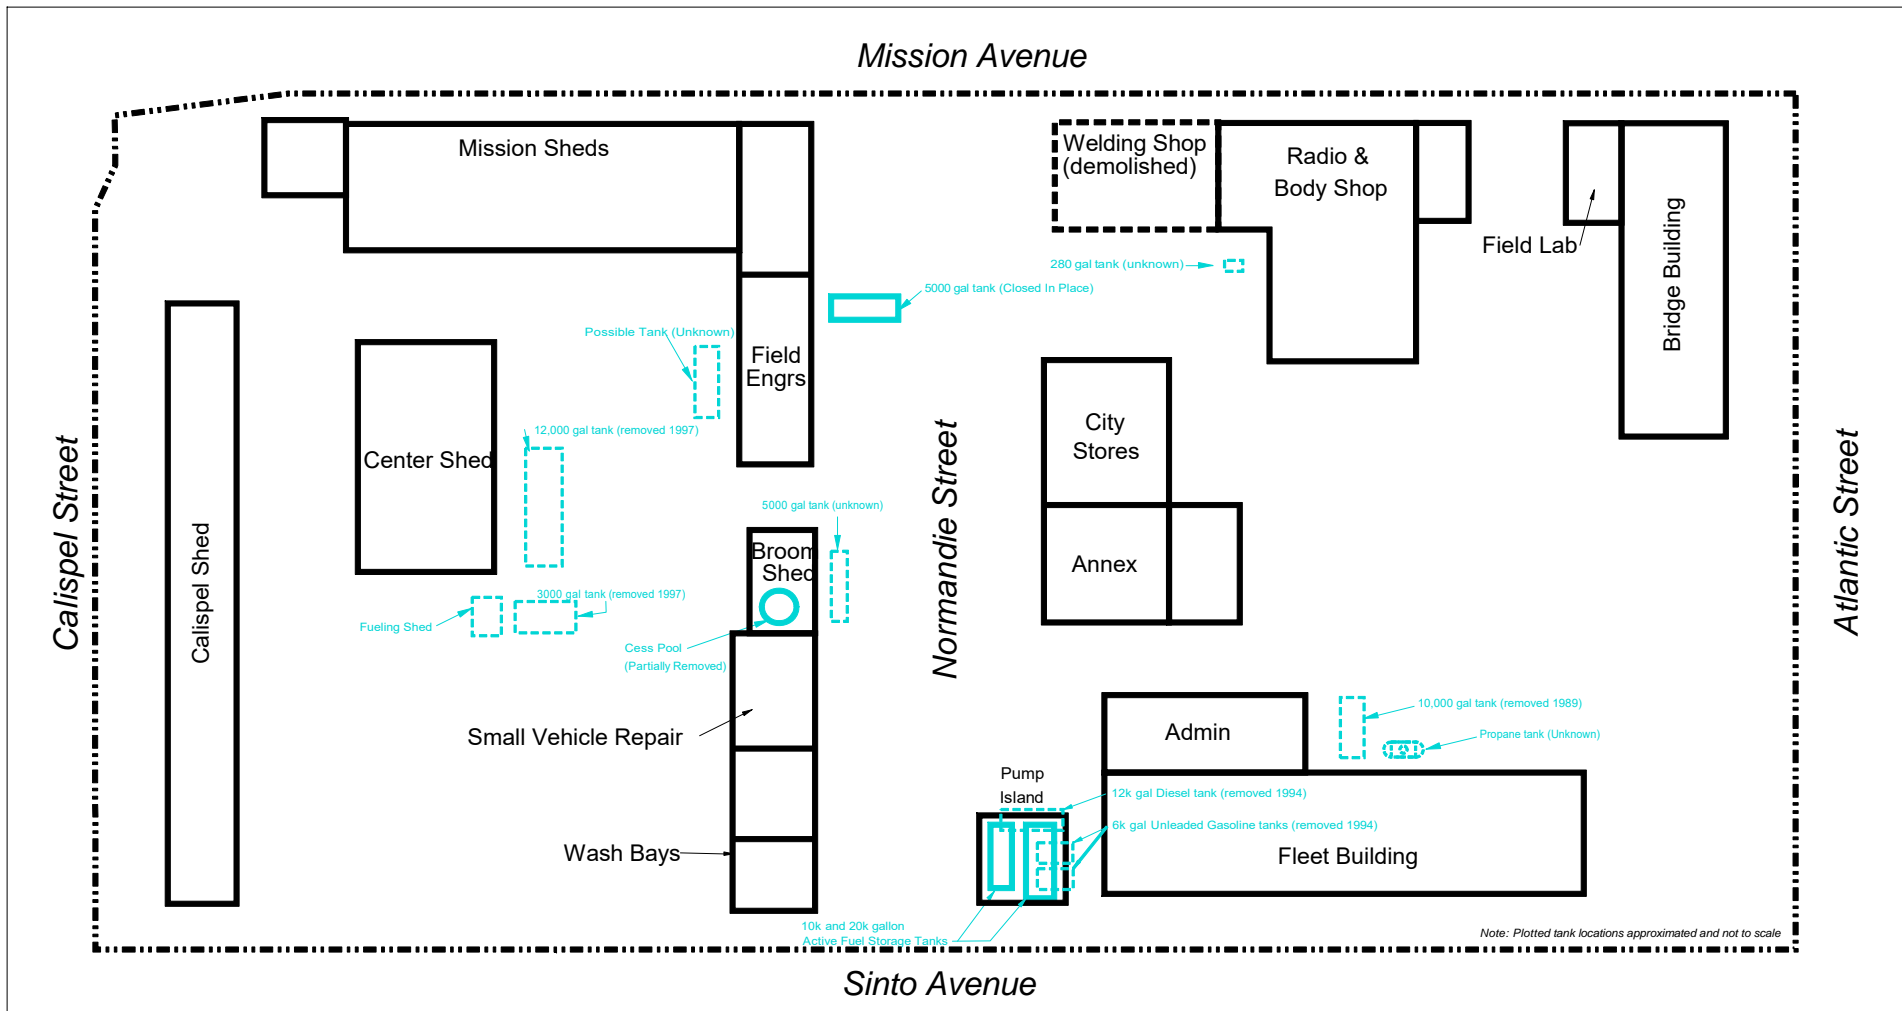 Mission Avenue
Mission Sheds
Welding Shop
(demolished)
Radio &
Body Shop
Field Lab
Bridge Building
280 gal tank (unknown)
5000 gal tank (Closed In Place)
Possible Tank (Unknown)
Field
Engrs
12,000 gal tank (removed 1997)
Center Shed
City
Stores
Calispel Street
Calispel Shed
Normandie Street
Atlantic Street
5000 gal tank (unknown)
Broom
Shed
Annex
3000 gal tank (removed 1997)
Fueling Shed
Cess Pool
(Partially Removed)
Small Vehicle Repair
Admin
10,000 gal tank (removed 1989)
Propane tank (Unknown)
Pump
Island
12k gal Diesel tank (removed 1994)
6k gal Unleaded Gasoline tanks (removed 1994)
Wash Bays
Fleet Building
10k and 20k gallon
Active Fuel Storage Tanks
Note: Plotted tank locations approximated and not to scale
Sinto Avenue